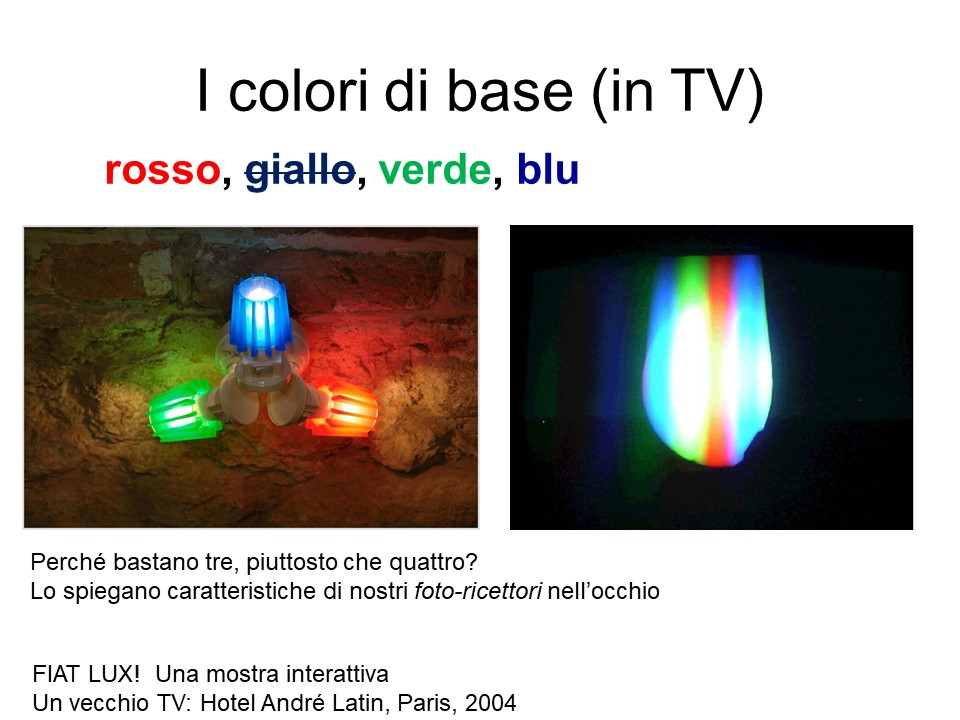 I colori di base (in TV)
rosso, giallo, verde, blu
Perché bastano tre, piuttosto che quattro?
Lo spiegano caratteristiche di nostri foto-ricettori nell’occhio
FIAT LUX!  Una mostra interattiva
Un vecchio TV: Hotel André Latin, Paris, 2004